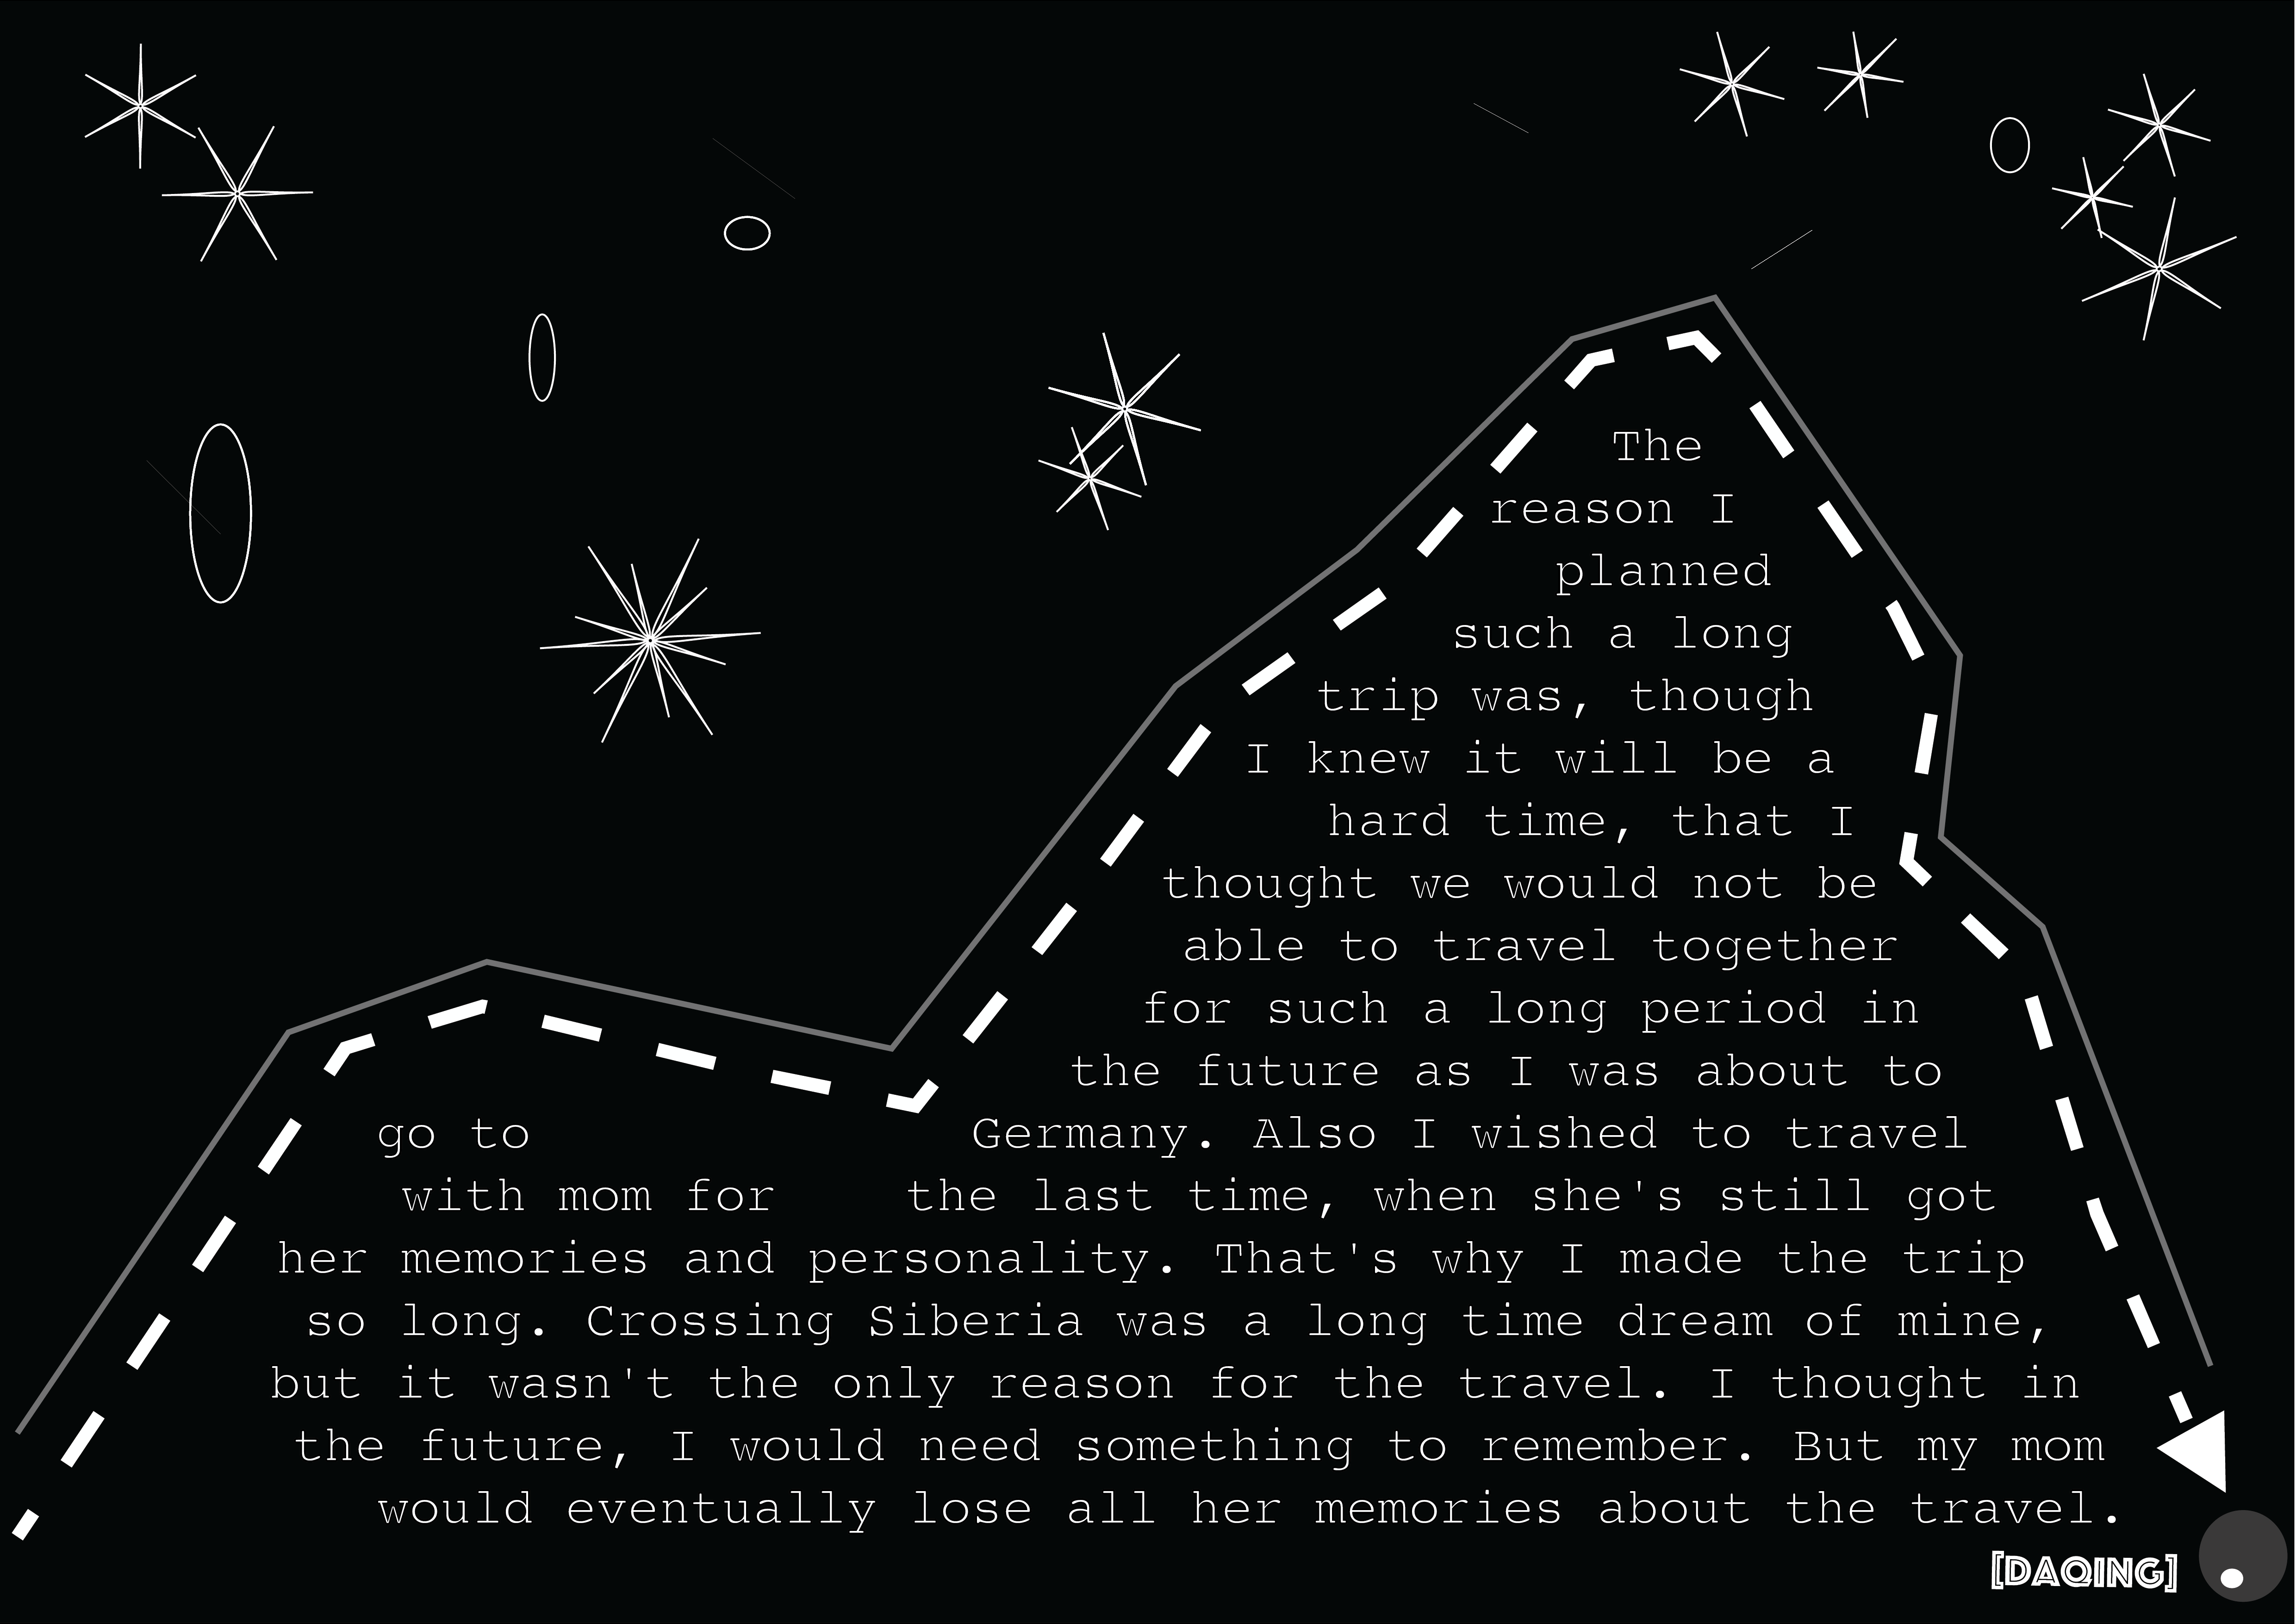 The
reason I
planned
such a long
trip was, though
I knew it will be a
hard time, that I
thought we would not be
able to travel together
for such a long period in
the future as I was about to
go to Germany. Also I wished to travel
with mom for the last time, when she's still got
her memories and personality. That's why I made the trip
so long. Crossing Siberia was a long time dream of mine,
but it wasn't the only reason for the travel. I thought in
the future, I would need something to remember. But my mom
would eventually lose all her memories about the travel.
[DAQING]